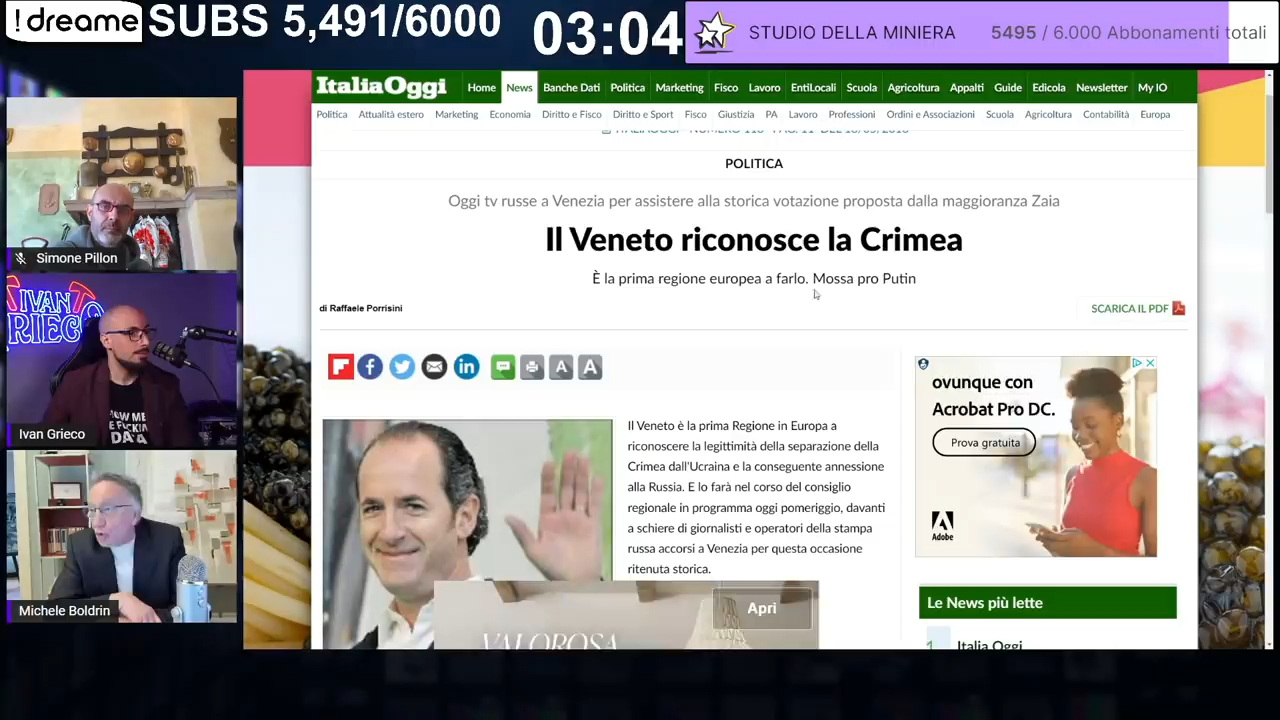 !dreame
SUBS 5,491/6000
03:04
STUDIO DELLA MINIERA
5495 / 6.000 Abbonamenti totali
ItaliaOggi
Home News Banche Dati Politica Marketing Fisco Lavoro EntiLocali Scuola Agricoltura Appalti Guide Edicola Newsletter My IO
Politica Attualità estero Marketing Economia Diritto e Fisco Diritto e Sport Fisco Giustizia PA Lavoro Professioni Ordini e Associazioni Scuola Agricoltura Contabilità Europa
POLITICA
Oggi tv russe a Venezia per assistere alla storica votazione proposta dalla maggioranza Zaia
Il Veneto riconosce la Crimea
È la prima regione europea a farlo. Mossa pro Putin
di Raffaele Porrisini
SCARICA IL PDF
A A
Il Veneto è la prima Regione in Europa a
riconoscere la legittimità della separazione della
Crimea dall'Ucraina e la conseguente annessione
alla Russia. E lo farà nel corso del consiglio
regionale in programma oggi pomeriggio, davanti
a schiere di giornalisti e operatori della stampa
russa accorsi a Venezia per questa occasione
ritenuta storica.
ovunque con
Acrobat Pro DC.
Prova gratuita
Adobe
Apri
VALOROSA
Le News più lette
1 Italia Oggi
Simone Pillon
IVAN
GRIECO
Ivan Grieco
Michele Boldrin